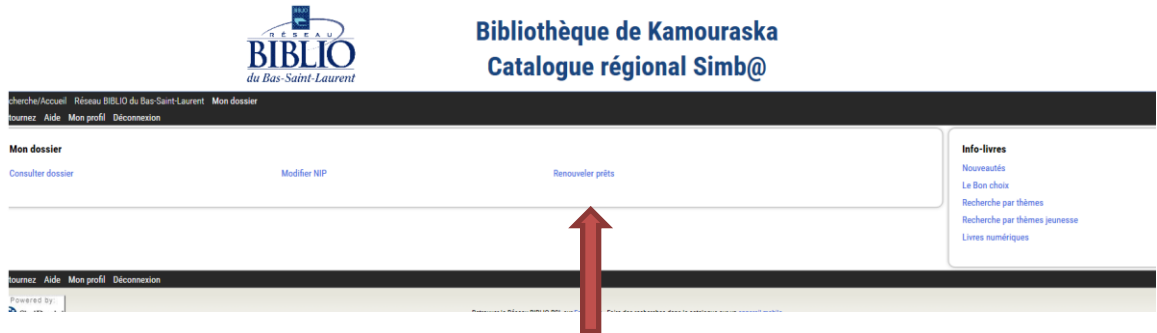 BIBLIO
RÉSEAU
BIBLIO
du Bas-Saint-Laurent
Bibliothèque de Kamouraska
Catalogue régional Simb@
cherche/Accueil Réseau BIBLIO du Bas-Saint-Laurent Mon dossier
tournez Aide Mon profil Déconnexion
Mon dossier
Consulter dossier Modifier NIP Renouveler prêts
Info-livres
Nouveautés
Le Bon choix
Recherche par thèmes
Recherche par thèmes jeunesse
Livres numériques
tournez Aide Mon profil Déconnexion
Powered by: